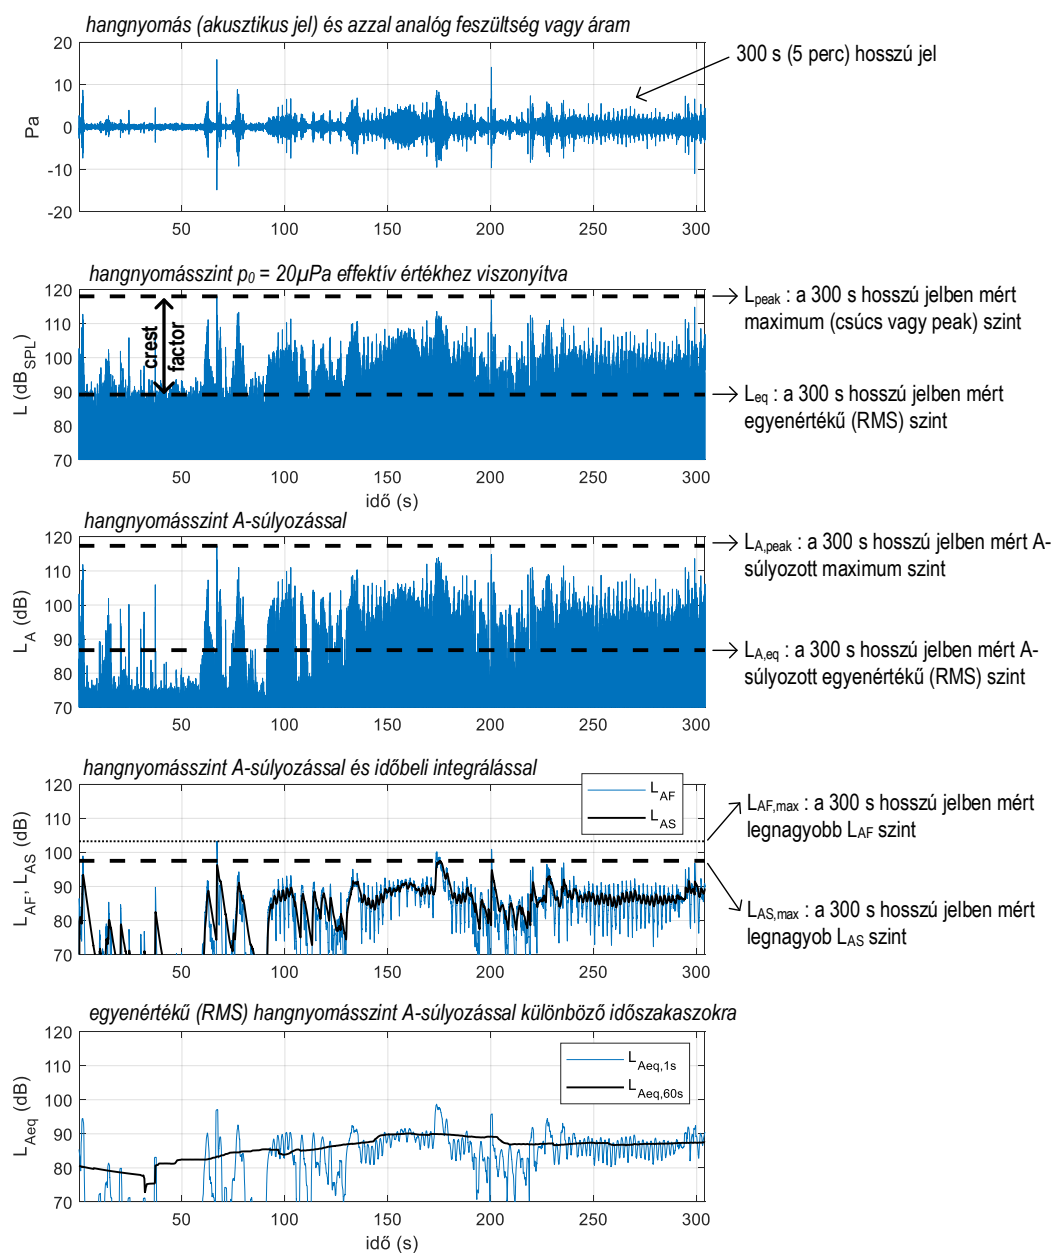 hangnyomás (akusztikus jel) és azzal analóg feszültség vagy áram
20
10
0
-10
-20
Pa
50
100
150
200
250
300
300 s (5 perc) hosszú jel
hangnyomásszint p0 = 20µPa effektív értékhez viszonyítva
120
110
100
90
80
70
L (dBSPL)
crest
factor
50
100
150
200
250
300
idő (s)
Lpeak : a 300 s hosszú jelben mért
maximum (csúcs vagy peak) szint
Leq : a 300 s hosszú jelben mért
egyenértékű (RMS) szint
hangnyomásszint A-súlyozással
120
110
100
90
80
70
LA (dB)
50
100
150
200
250
300
LA,peak : a 300 s hosszú jelben mért A-
súlyozott maximum szint
LA,eq : a 300 s hosszú jelben mért A-
súlyozott egyenértékű (RMS) szint
hangnyomásszint A-súlyozással és időbeli integrálással
120
110
100
90
80
70
LAF, LAS (dB)
LAF
LAS
50
100
150
200
250
300
LAF,max : a 300 s hosszú jelben mért
legnagyobb LAF szint
LAS,max : a 300 s hosszú jelben mért
legnagyob LAS szint
egyenértékű (RMS) hangnyomásszint A-súlyozással különböző időszakaszokra
120
110
100
90
80
70
LAeq (dB)
LAeq,1s
LAeq,60s
50
100
150
200
250
300
idő (s)